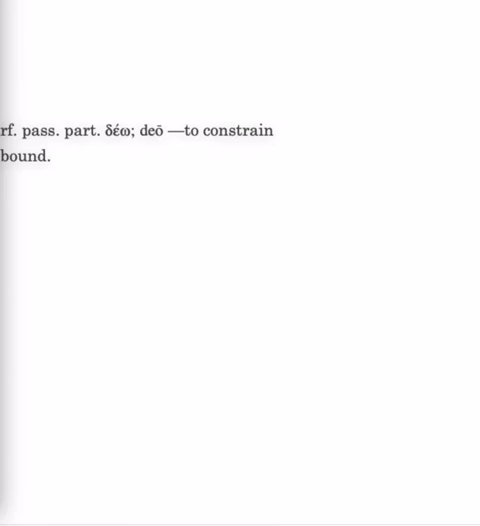 rf. pass. part. δέω; deō —to constrain
bound.